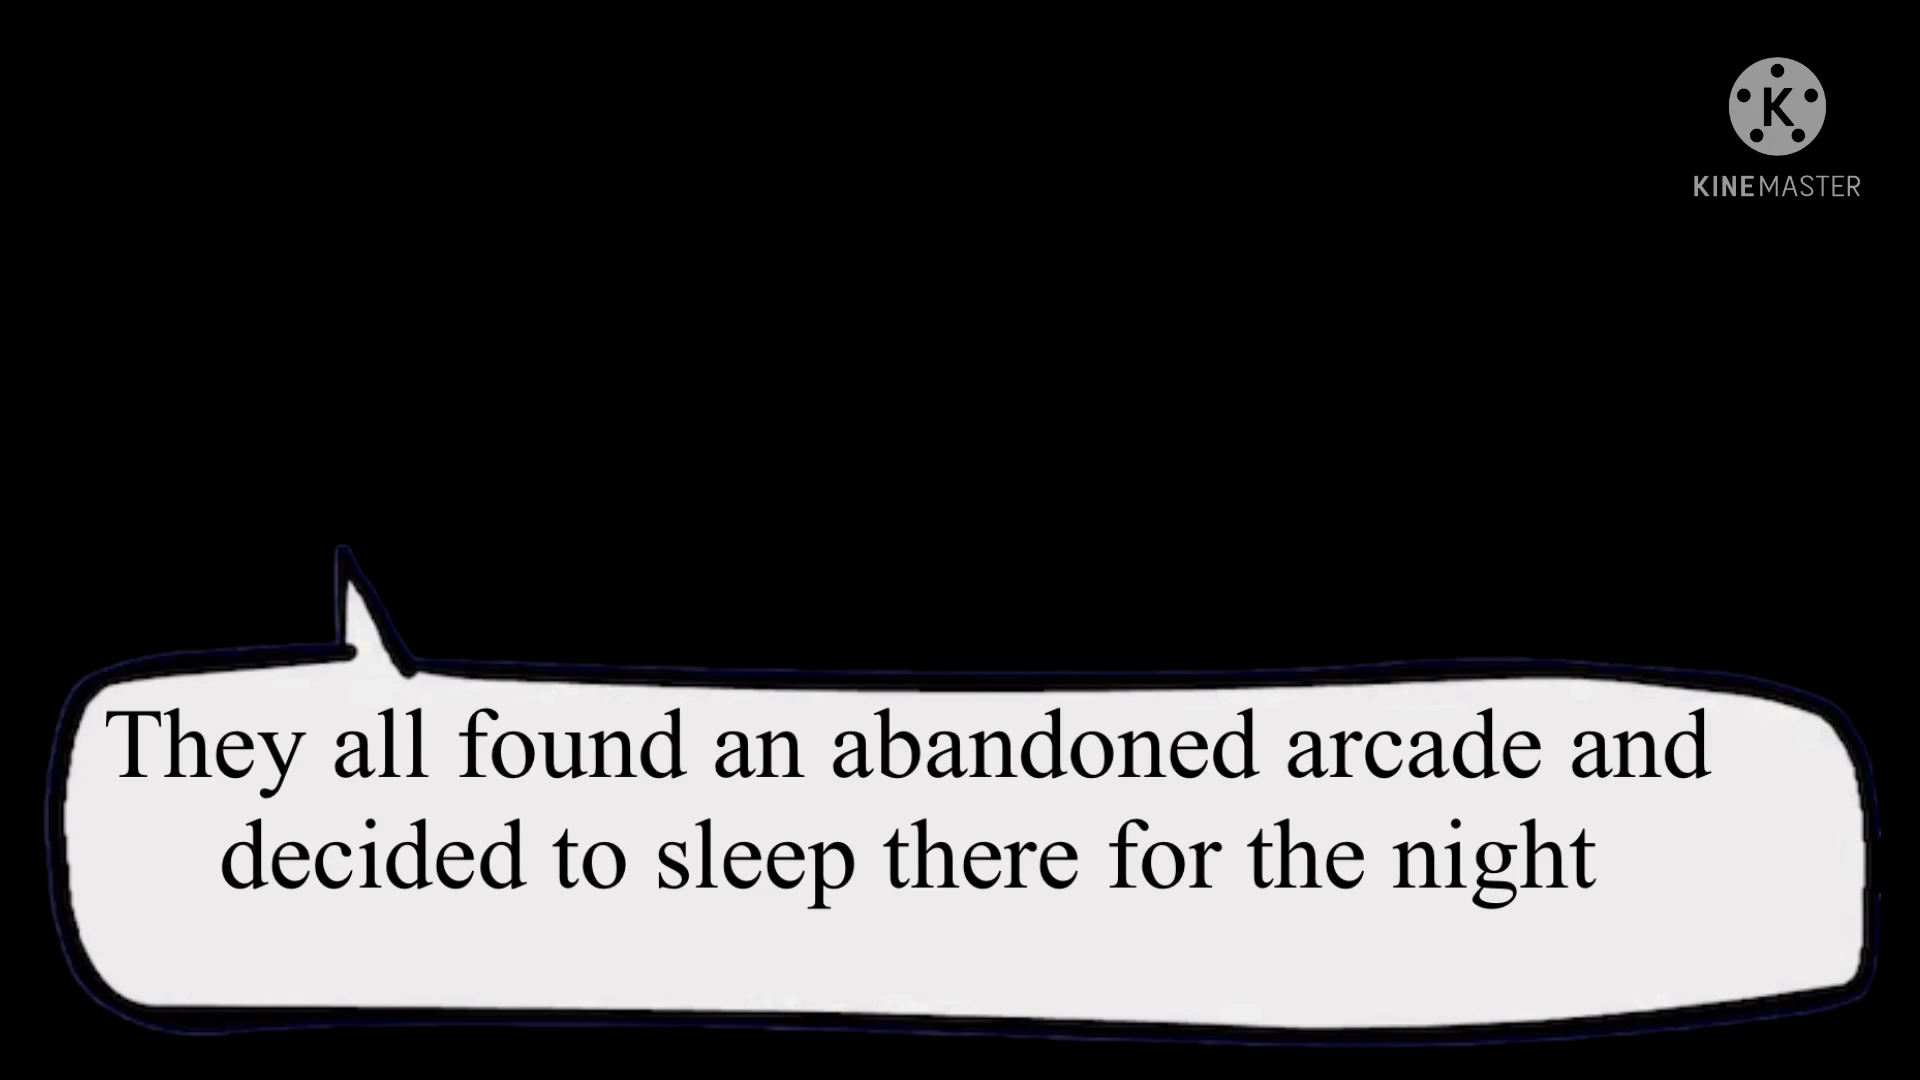 K
KINEMASTER
They all found an abandoned arcade and
decided to sleep there for the night